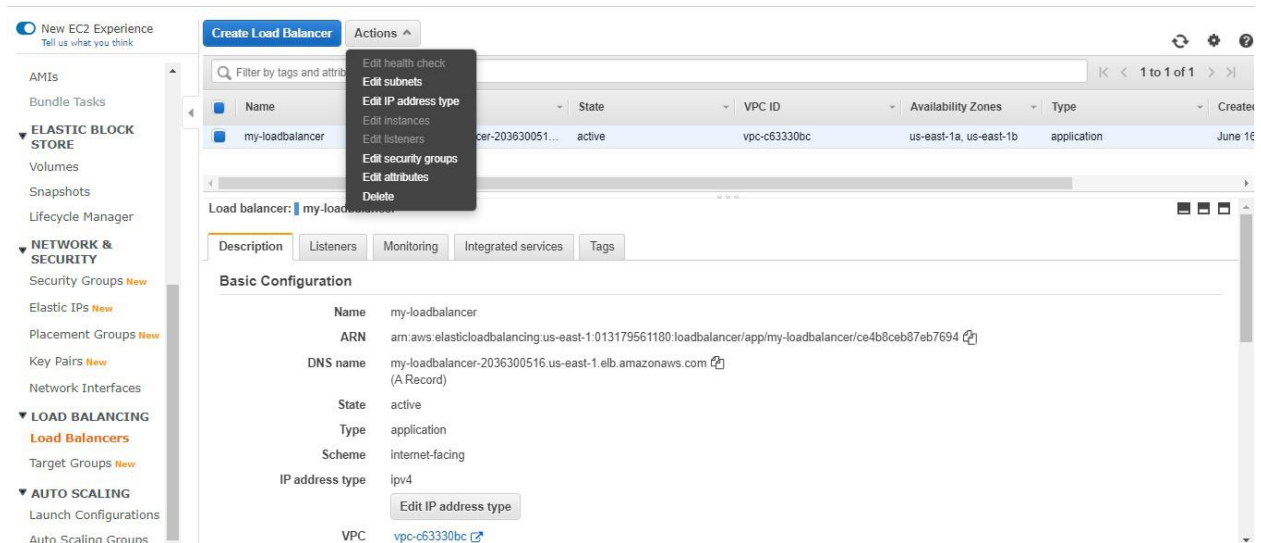 New EC2 Experience
Tell us what you think
AMIs
Bundle Tasks
ELASTIC BLOCK
STORE
Volumes
Snapshots
Lifecycle Manager
NETWORK &
SECURITY
Security Groups New
Elastic IPs New
Placement Groups New
Key Pairs New
Network Interfaces
LOAD BALANCING
Load Balancers
Target Groups New
AUTO SCALING
Launch Configurations
Auto Scaling Groups
Create Load Balancer Actions
Edit health check
Edit subnets
Edit IP address type
Edit instances
Edit listeners
Edit security groups
Edit attributes
Delete
Filter by tags and attrib
1 to 1 of 1
Name State VPC ID Availability Zones Type Created
my-loadbalancer cer-203630051... active vpc-c63330bc us-east-1a, us-east-1b application June 16
Load balancer: my-loadbalancer
Description Listeners Monitoring Integrated services Tags
Basic Configuration
Name my-loadbalancer
ARN arn:aws:elasticloadbalancing:us-east-1:013179561180:loadbalancer/app/my-loadbalancer/ce4b8ceb87eb7694
DNS name my-loadbalancer-2036300516.us-east-1.elb.amazonaws.com
(A Record)
State active
Type application
Scheme internet-facing
IP address type ipv4
Edit IP address type
VPC vpc-c63330bc